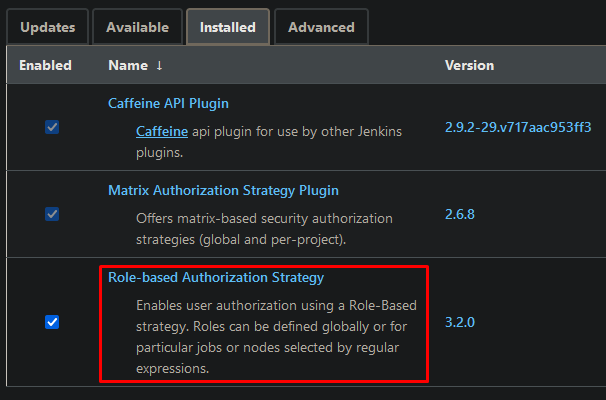 Updates Available Installed Advanced
Enabled Name ↓ Version
Caffeine API Plugin
Caffeine api plugin for use by other Jenkins
plugins.
2.9.2-29.v717aac953ff3
Matrix Authorization Strategy Plugin
Offers matrix-based security authorization
strategies (global and per-project).
2.6.8
Role-based Authorization Strategy
Enables user authorization using a Role-Based
strategy. Roles can be defined globally or for
particular jobs or nodes selected by regular
expressions.
3.2.0